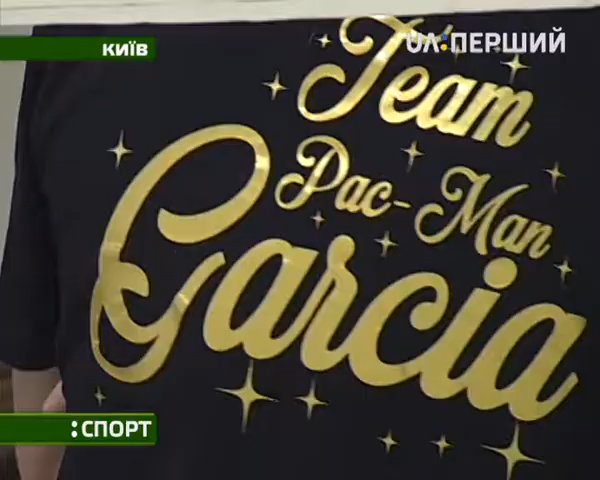 КИЇВ
UA:ПЕРШИЙ
Team
Pac-Man
Garcia
:СПОРТ